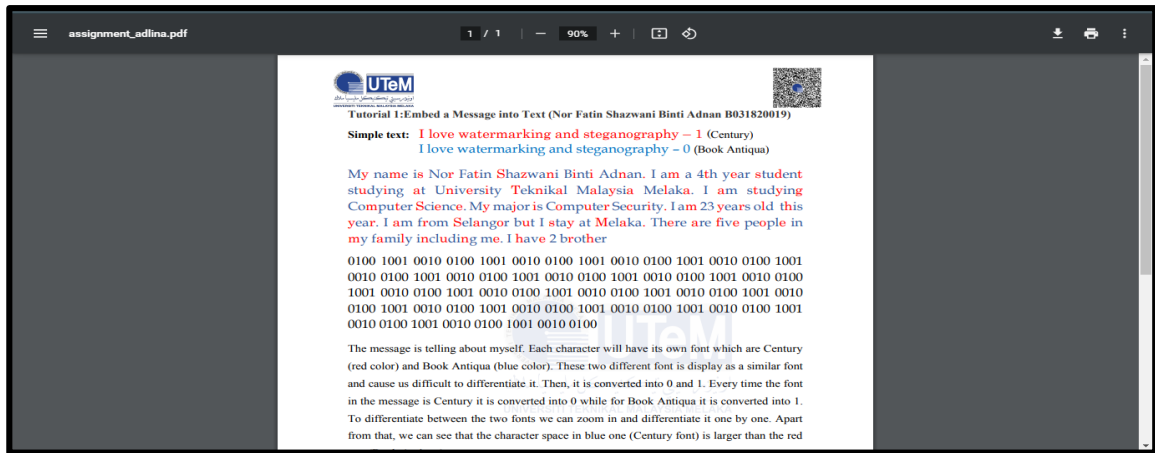 assignment_adlina.pdf
1 / 1
90%
UTeM
UNIVERSITI TEKNIKAL MALAYSIA MELAKA
Tutorial 1:Embed a Message into Text (Nor Fatin Shazwani Binti Adnan B031820019)
Simple text: I love watermarking and steganography – 1 (Century)
I love watermarking and steganography – 0 (Book Antiqua)
My name is Nor Fatin Shazwani Binti Adnan. I am a 4th year student
studying at University Teknikal Malaysia Melaka. I am studying
Computer Science. My major is Computer Security. I am 23 years old this
year. I am from Selangor but I stay at Melaka. There are five people in
my family including me. I have 2 brother
0100 1001 0010 0100 1001 0010 0100 1001 0010 0100 1001 0010 0100 1001
0010 0100 1001 0010 0100 1001 0010 0100 1001 0010 0100 1001 0010 0100
1001 0010 0100 1001 0010 0100 1001 0010 0100 1001 0010 0100 1001 0010
0100 1001 0010 0100 1001 0010 0100 1001 0010 0100 1001 0010 0100 1001
0010 0100 1001 0010 0100 1001 0010 0100
UTeM
The message is telling about myself. Each character will have its own font which are Century
(red color) and Book Antiqua (blue color). These two different font is display as a similar font
and cause us difficult to differentiate it. Then, it is converted into 0 and 1. Every time the font
in the message is Century it is converted into 0 while for Book Antiqua it is converted into 1.
UNIVERSITI TEKNIKAL MALAYSIA MELAKA
To differentiate between the two fonts we can zoom in and differentiate it one by one. Apart
from that, we can see that the character space in blue one (Century font) is larger than the red